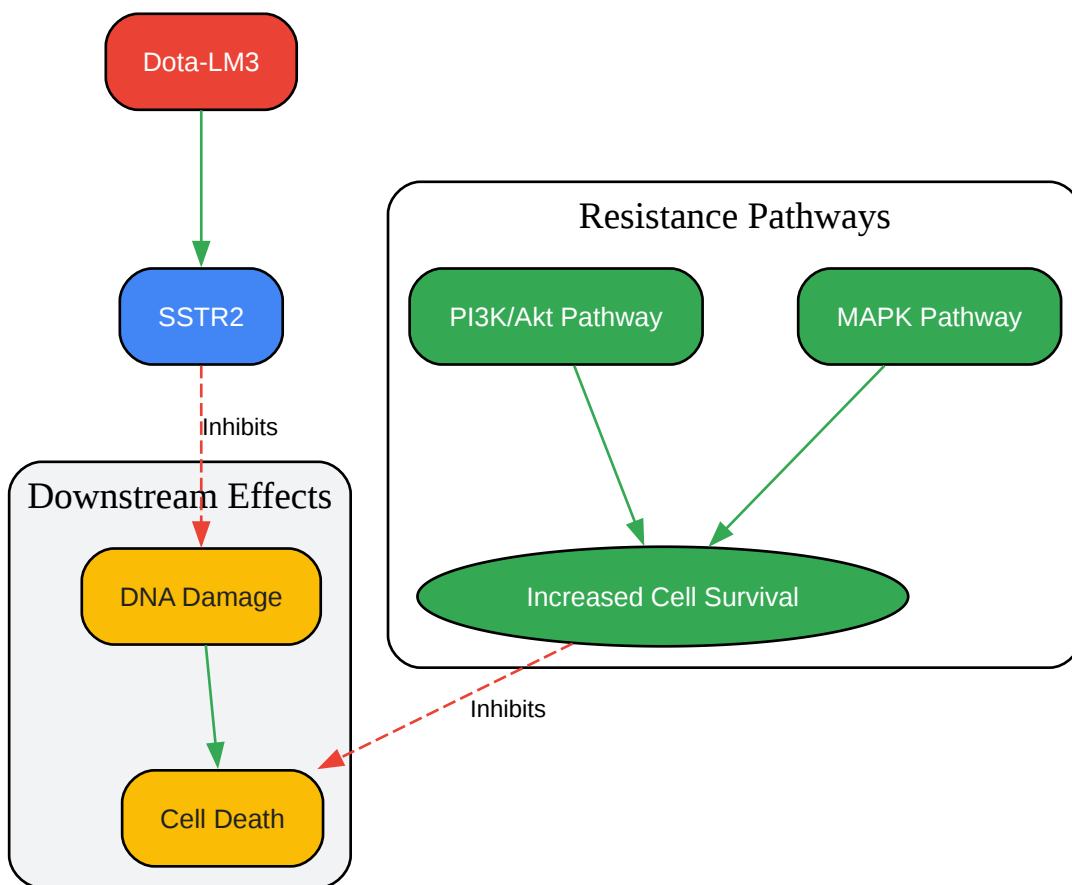 Dota-LM3
Resistance Pathways
SSTR2
PI3K/Akt Pathway
MAPK Pathway
Inhibits
Downstream Effects
DNA Damage
Increased Cell Survival
Inhibits
Cell Death